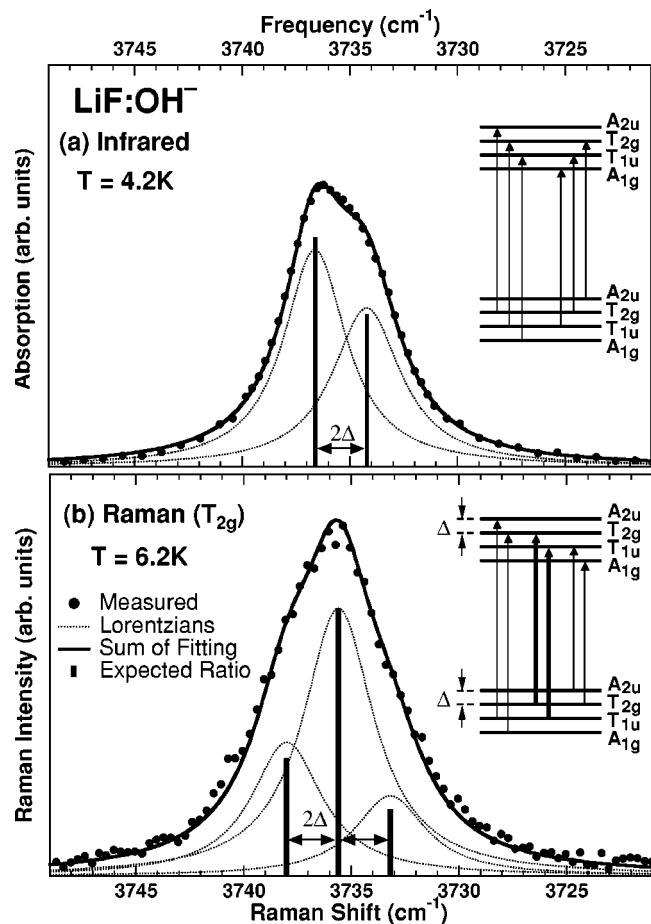 Frequency (cm⁻¹)
3745 3740 3735 3730 3725
LiF:OH⁻
(a) Infrared
T = 4.2K
Absorption (arb. units)
A2u
T2g
T1u
A1g
A2u
T2g
T1u
A1g
2Δ
(b) Raman (T2g)
T = 6.2K
Measured
Lorentzians
Sum of Fitting
Expected Ratio
Raman Intensity (arb. units)
Δ
A2u
T2g
T1u
A1g
Δ
A2u
T2g
T1u
A1g
2Δ
3745 3740 3735 3730 3725
Raman Shift (cm⁻¹)